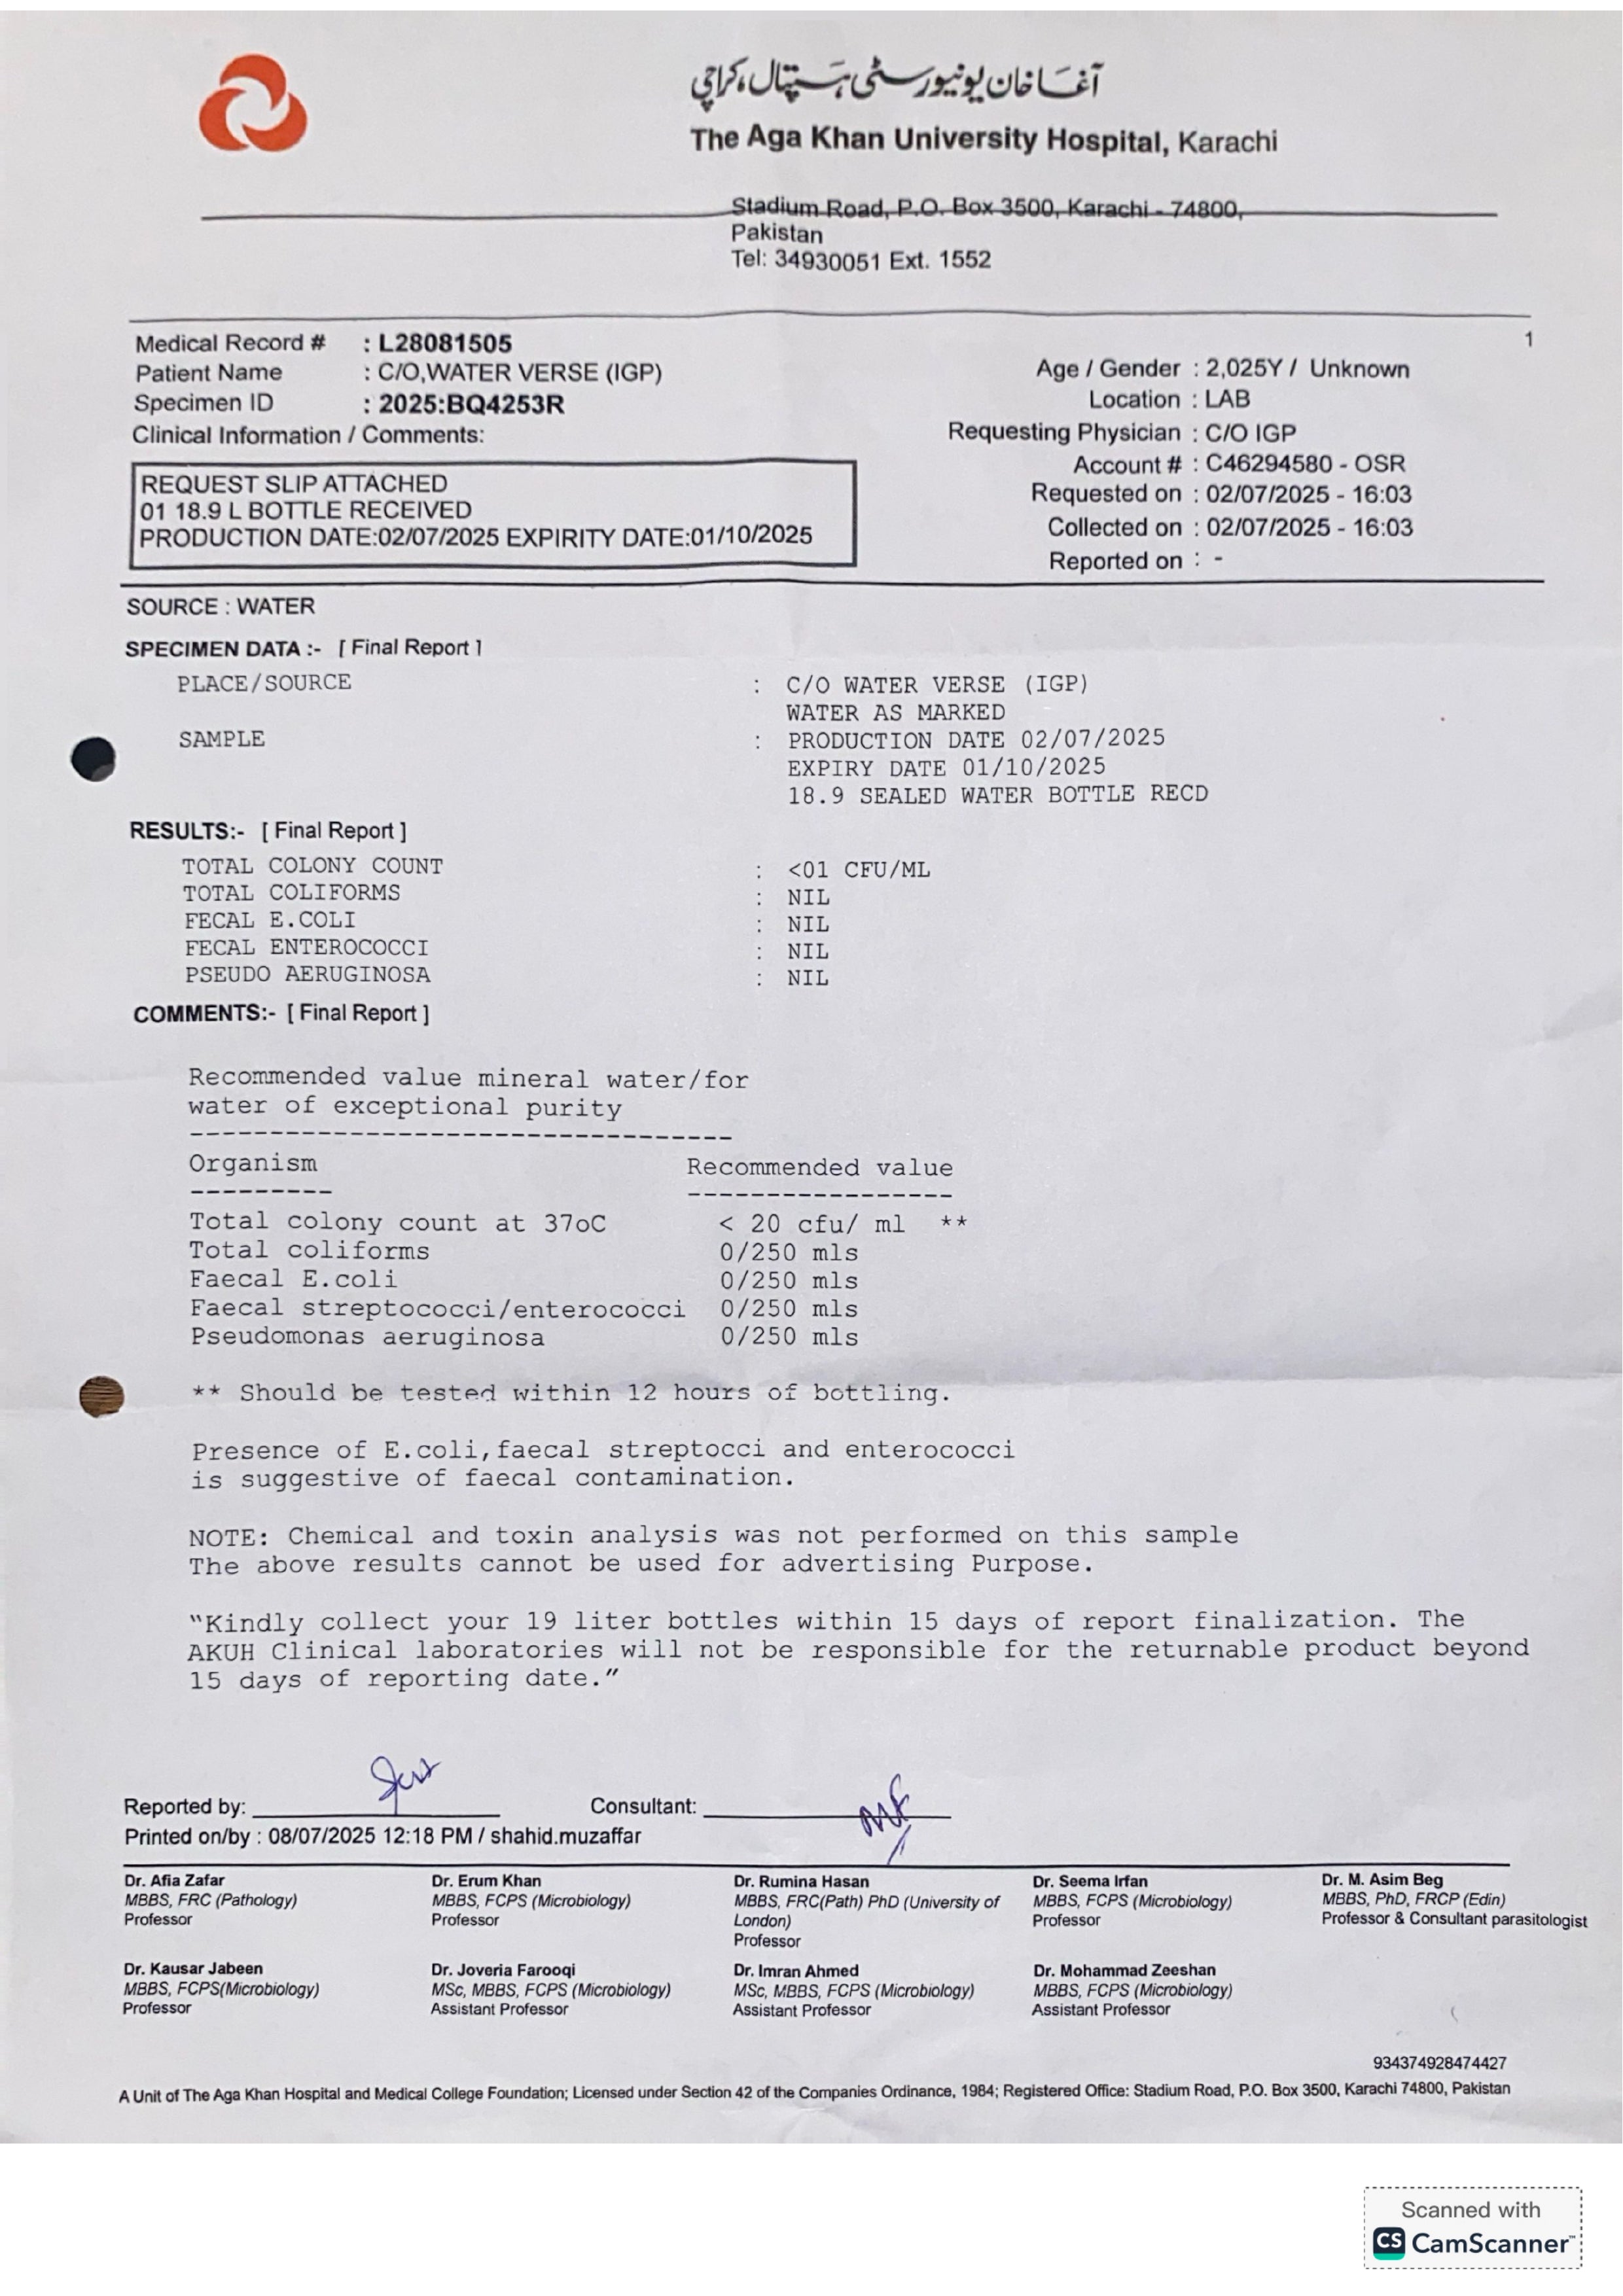 آغا خان یونیورسٹی ہسپتال، کراچی
The Aga Khan University Hospital, Karachi
Stadium Road, P.O. Box 3500, Karachi - 74800,
Pakistan
Tel: 34930051 Ext. 1552
1
Medical Record # : L28081505
Patient Name : C/O,WATER VERSE (IGP)
Specimen ID : 2025:BQ4253R
Clinical Information / Comments:
Age / Gender : 2,025Y / Unknown
Location : LAB
Requesting Physician : C/O IGP
Account # : C46294580 - OSR
Requested on : 02/07/2025 - 16:03
Collected on : 02/07/2025 - 16:03
Reported on : -
REQUEST SLIP ATTACHED
01 18.9 L BOTTLE RECEIVED
PRODUCTION DATE:02/07/2025 EXPIRITY DATE:01/10/2025
SOURCE : WATER
SPECIMEN DATA :- [ Final Report ]
PLACE/SOURCE : C/O WATER VERSE (IGP)
WATER AS MARKED
SAMPLE : PRODUCTION DATE 02/07/2025
EXPIRY DATE 01/10/2025
18.9 SEALED WATER BOTTLE RECD
RESULTS:- [ Final Report ]
TOTAL COLONY COUNT : <01 CFU/ML
TOTAL COLIFORMS : NIL
FECAL E.COLI : NIL
FECAL ENTEROCOCCI : NIL
PSEUDO AERUGINOSA : NIL
COMMENTS:- [ Final Report ]
Recommended value mineral water/for
water of exceptional purity
---------------------------------
Organism Recommended value
--------- -----------------
Total colony count at 37oC < 20 cfu/ ml **
Total coliforms 0/250 mls
Faecal E.coli 0/250 mls
Faecal streptococci/enterococci 0/250 mls
Pseudomonas aeruginosa 0/250 mls
** Should be tested within 12 hours of bottling.
Presence of E.coli,faecal streptocci and enterococci
is suggestive of faecal contamination.
NOTE: Chemical and toxin analysis was not performed on this sample
The above results cannot be used for advertising Purpose.
“Kindly collect your 19 liter bottles within 15 days of report finalization. The
AKUH Clinical laboratories will not be responsible for the returnable product beyond
15 days of reporting date.”
Reported by: Consultant:
Printed on/by : 08/07/2025 12:18 PM / shahid.muzaffar
Dr. Afia Zafar
MBBS, FRC (Pathology)
Professor
Dr. Erum Khan
MBBS, FCPS (Microbiology)
Professor
Dr. Rumina Hasan
MBBS, FRC(Path) PhD (University of
London)
Professor
Dr. Seema Irfan
MBBS, FCPS (Microbiology)
Professor
Dr. M. Asim Beg
MBBS, PhD, FRCP (Edin)
Professor & Consultant parasitologist
Dr. Kausar Jabeen
MBBS, FCPS(Microbiology)
Professor
Dr. Joveria Farooqi
MSc, MBBS, FCPS (Microbiology)
Assistant Professor
Dr. Imran Ahmed
MSc, MBBS, FCPS (Microbiology)
Assistant Professor
Dr. Mohammad Zeeshan
MBBS, FCPS (Microbiology)
Assistant Professor
934374928474427
A Unit of The Aga Khan Hospital and Medical College Foundation; Licensed under Section 42 of the Companies Ordinance, 1984; Registered Office: Stadium Road, P.O. Box 3500, Karachi 74800, Pakistan
Scanned with
CS CamScanner™